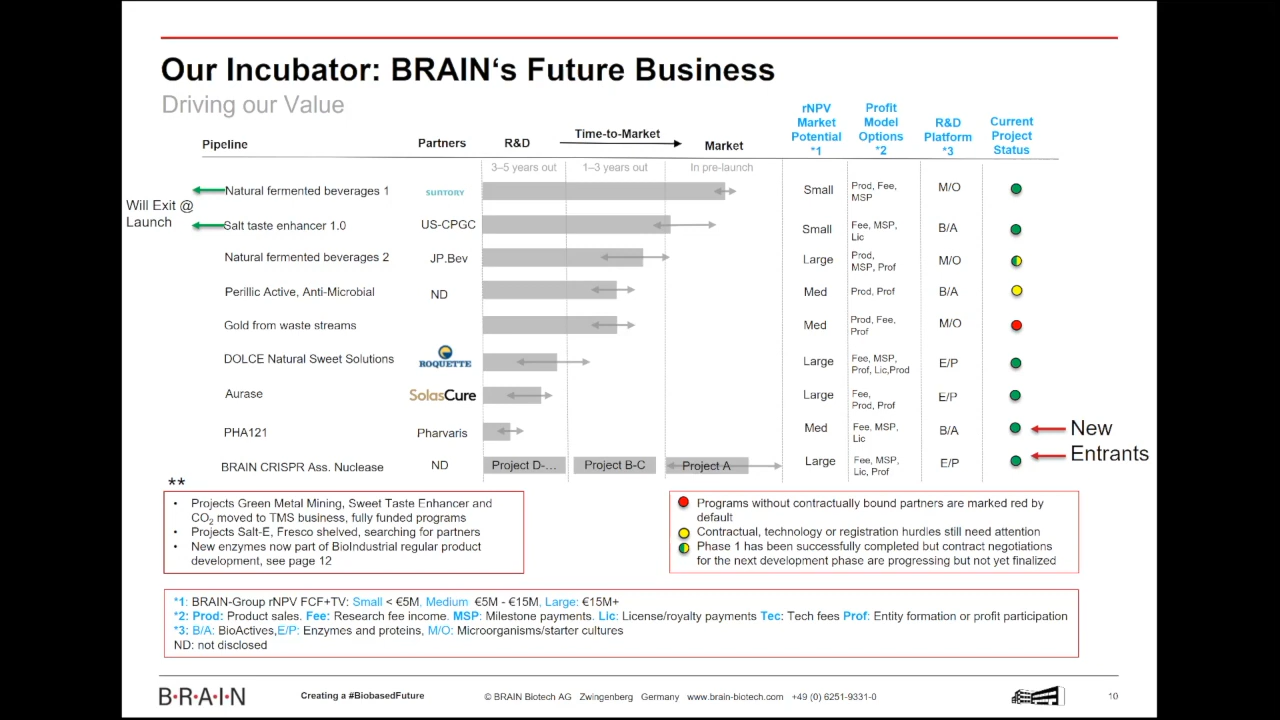 Our Incubator: BRAIN‘s Future Business
Driving our Value
Pipeline
Partners
R&D
Time-to-Market
Market
rNPV Market Potential *1
Profit Model Options *2
R&D Platform *3
Current Project Status
3–5 years out
1–3 years out
In pre-launch
Will Exit @ Launch
Natural fermented beverages 1 SUNTORY Small Prod, Fee, MSP M/O
Salt taste enhancer 1.0 US-CPGC Small Fee, MSP, Lic B/A
Natural fermented beverages 2 JP.Bev Large Prod, MSP, Prof M/O
Perillic Active, Anti-Microbial ND Med Prod, Prof B/A
Gold from waste streams ND Med Prod, Fee, Prof M/O
DOLCE Natural Sweet Solutions ROQUETTE Large Fee, MSP, Prof, Lic,Prod E/P
Aurase SolasCure Large Fee, Prod, Prof E/P
PHA121 Pharvaris Med Fee, MSP, Lic B/A
BRAIN CRISPR Ass. Nuclease ND Project D-… Project B-C Project A Large Fee, MSP, Lic, Prof E/P
New Entrants
**
• Projects Green Metal Mining, Sweet Taste Enhancer and
CO2 moved to TMS business, fully funded programs
• Projects Salt-E, Fresco shelved, searching for partners
• New enzymes now part of BioIndustrial regular product
development, see page 12
Programs without contractually bound partners are marked red by
default
Contractual, technology or registration hurdles still need attention
Phase 1 has been successfully completed but contract negotiations
for the next development phase are progressing but not yet finalized
*1: BRAIN-Group rNPV FCF+TV: Small < €5M, Medium €5M - €15M, Large: €15M+
*2: Prod: Product sales. Fee: Research fee income. MSP: Milestone payments. Lic: License/royalty payments Tec: Tech fees Prof: Entity formation or profit participation
*3: B/A: BioActives,E/P: Enzymes and proteins, M/O: Microorganisms/starter cultures
ND: not disclosed
B·R·A·I·N
Creating a #BiobasedFuture
© BRAIN Biotech AG Zwingenberg Germany www.brain-biotech.com +49 (0) 6251-9331-0
10